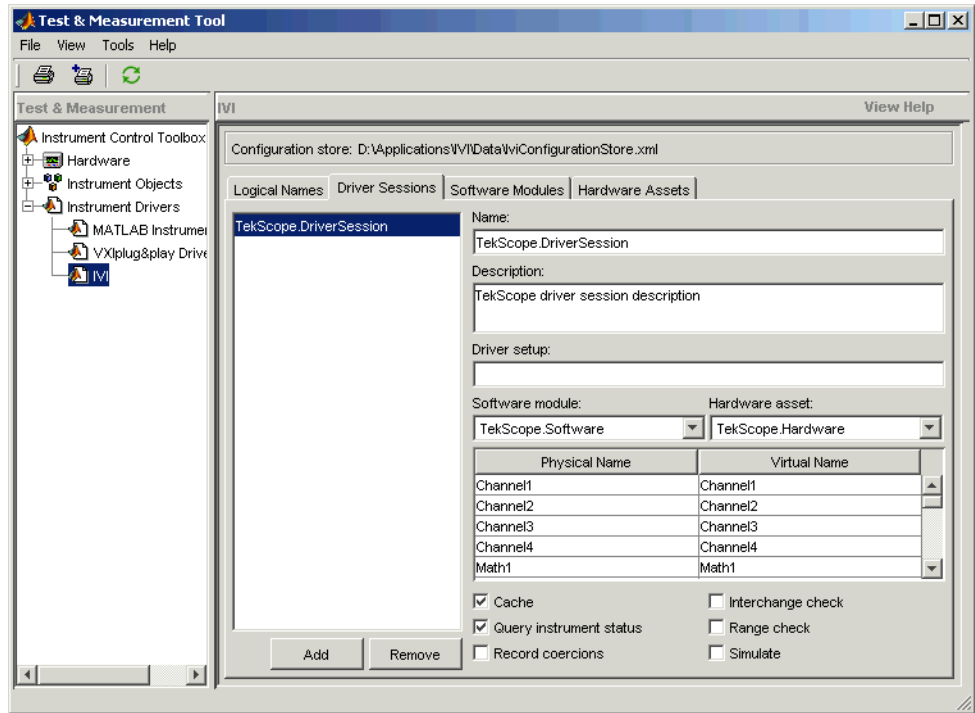 Test & Measurement Tool
File View Tools Help
Test & Measurement
IVI
View Help
Instrument Control Toolbox
Hardware
Instrument Objects
Instrument Drivers
MATLAB Instrumer
VXIplug&play Drive
IVI
Configuration store: D:\Applications\IVI\Data\IviConfigurationStore.xml
Logical Names Driver Sessions Software Modules Hardware Assets
TekScope.DriverSession
Name:
TekScope.DriverSession
Description:
TekScope driver session description
Driver setup:
Software module: Hardware asset:
TekScope.Software TekScope.Hardware
Physical Name Virtual Name
Channel1 Channel1
Channel2 Channel2
Channel3 Channel3
Channel4 Channel4
Math1 Math1
Cache Interchange check
Query instrument status Range check
Record coercions Simulate
Add Remove